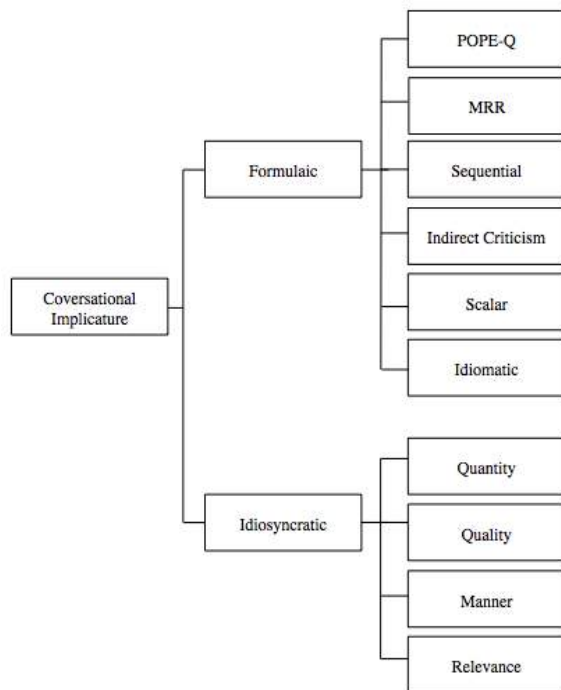 Coversational
Implicature
Formulaic
POPE-Q
MRR
Sequential
Indirect Criticism
Scalar
Idiomatic
Idiosyncratic
Quantity
Quality
Manner
Relevance